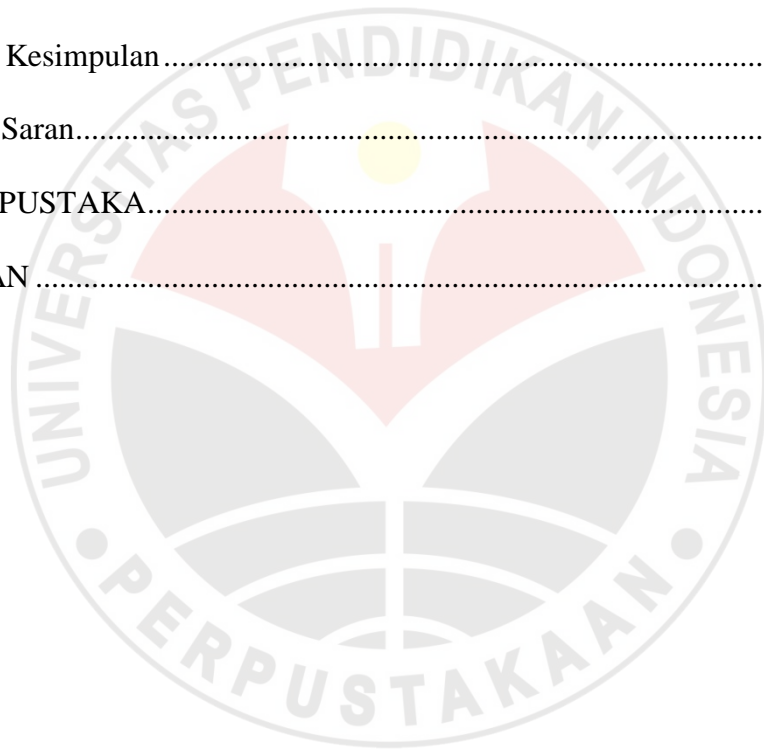 Kesimpulan ............................................................................
Saran.......................................................................................
PUSTAKA..............................................................................
AN ...........................................................................................
UNIVERSITAS PENDIDIKAN INDONESIA
PERPUSTAKAAN